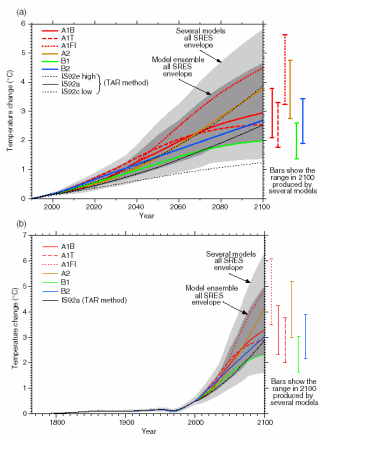 (a)
6
5
4
3
2
1
0
Temperature change (°C)
A1B
A1T
A1FI
A2
B1
B2
IS92e high
IS92a
IS92c low
(TAR method)
Several models
all SRES
envelope
Model ensemble
all SRES
envelope
2000 2020 2040 2060 2080 2100
Year
Bars show the
range in 2100
produced by
several models
(b)
7
6
5
4
3
2
1
0
Temperature change (°C)
A1B
A1T
A1FI
A2
B1
B2
IS92a (TAR method)
Several models
all SRES
envelope
Model ensemble
all SRES
envelope
1800 1900 2000 2100
Year
Bars show the
range in 2100
produced by
several models